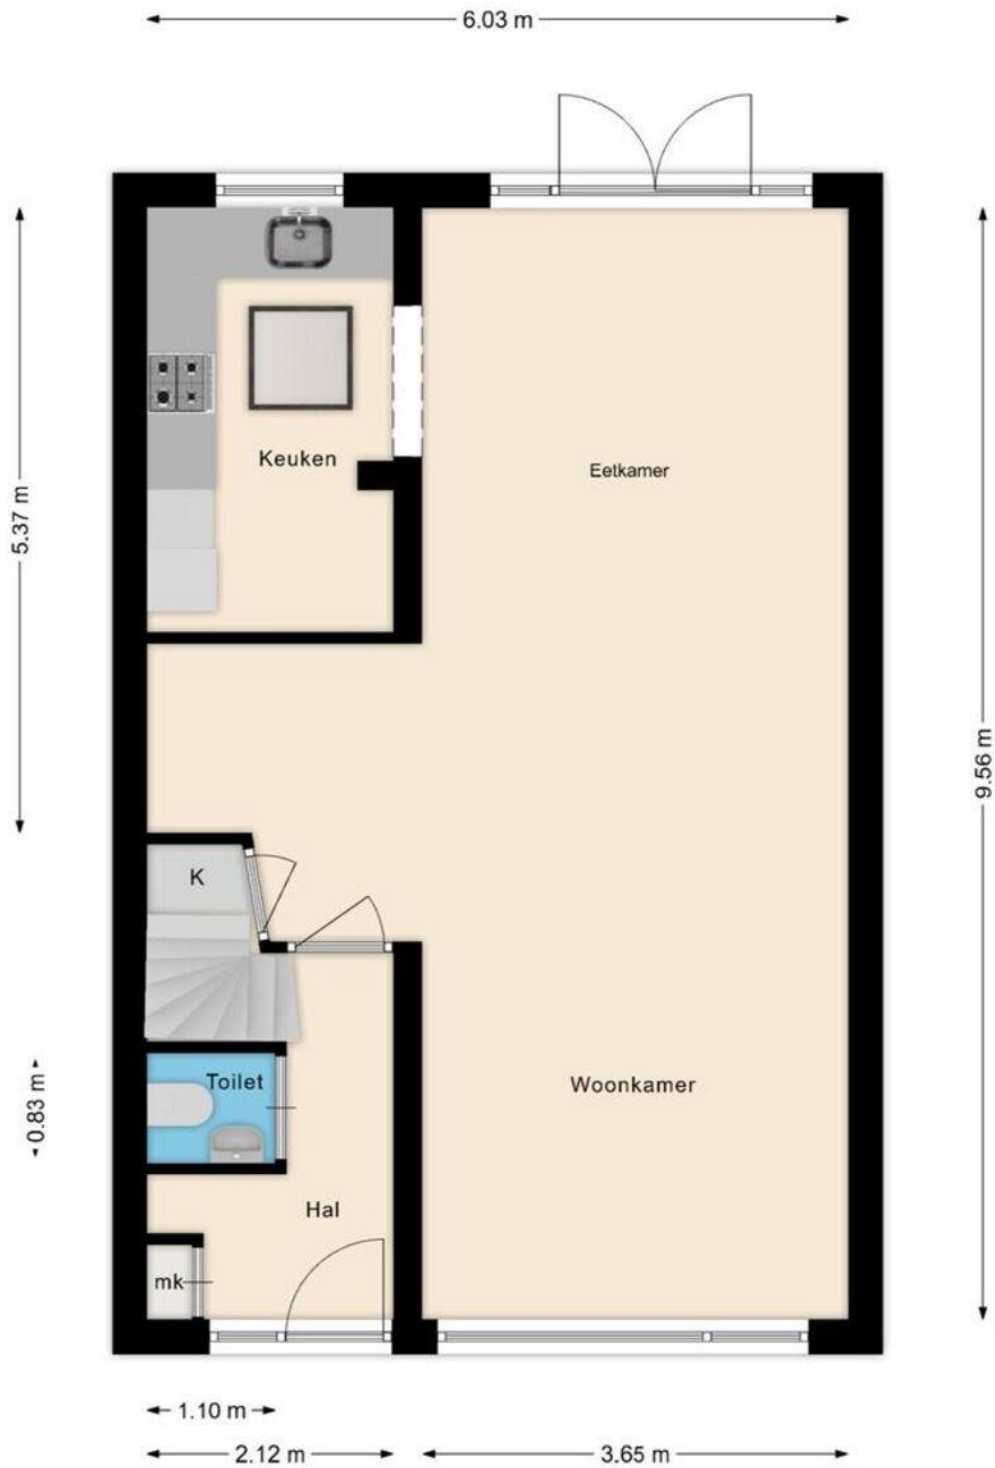 6.03 m
Keuken
Eetkamer
5.37 m
9.56 m
K
Toilet
0.83 m
Woonkamer
Hal
mk
1.10 m
2.12 m
3.65 m